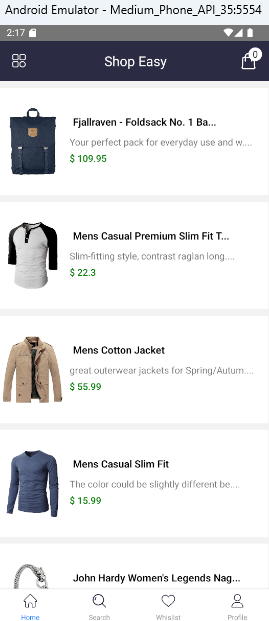 Android Emulator - Medium_Phone_API_35:5554
2:17
Shop Easy
0
Fjallraven - Foldsack No. 1 Ba...
Your perfect pack for everyday use and w....
$ 109.95
Mens Casual Premium Slim Fit T...
Slim-fitting style, contrast raglan long....
$ 22.3
Mens Cotton Jacket
great outerwear jackets for Spring/Autum....
$ 55.99
Mens Casual Slim Fit
The color could be slightly different be....
$ 15.99
John Hardy Women's Legends Nag...
Home
Search
Whislist
Profile